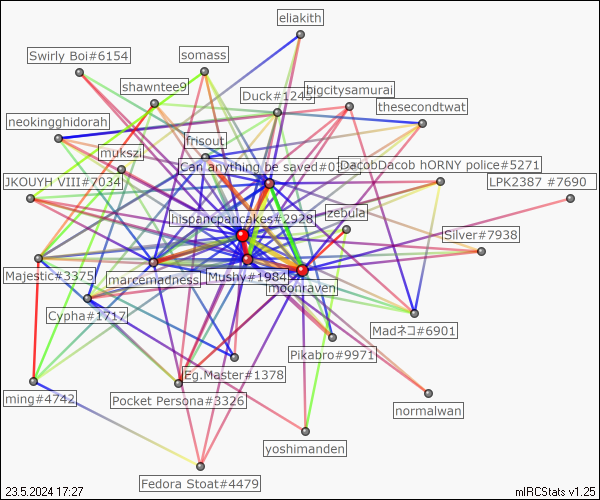 eliakith
Swirly Boi#6154
somass
shawntee9
Duck#1245
bigcitysamurai
thesecondtwat
neokingghidorah
frisout
mukszi
Can anything be saved#03
DacobDacob hORNY police#5271
JKOUYH VIII#7034
LPK2387 #7690
hispancpancakes#2928
zebula
Silver#7938
Majestic#3375
marcemadness
Mushy#1984
moonraven
Cypha#1717
Madネコ#6901
Pikabro#9971
Eg.Master#1378
ming#4742
Pocket Persona#3326
normalwan
yoshimanden
Fedora Stoat#4479
23.5.2024 17:27
mIRCStats v1.25